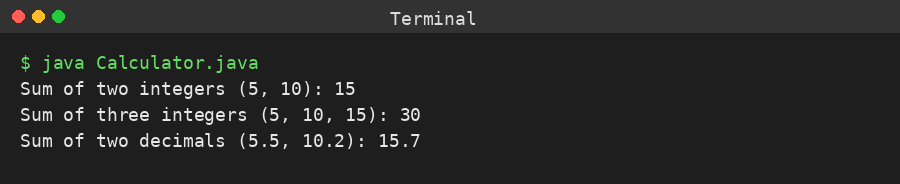 Terminal
$ java Calculator.java
Sum of two integers (5, 10): 15
Sum of three integers (5, 10, 15): 30
Sum of two decimals (5.5, 10.2): 15.7